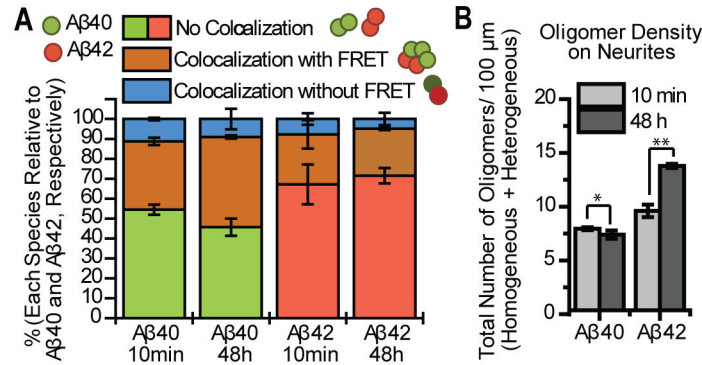 A
Aβ40
Aβ42
No Colocalization
Colocalization with FRET
Colocalization without FRET
% (Each Species Relative to
Aβ40 and Aβ42, Respectively)
100
90
80
70
60
50
40
30
20
10
0
Aβ40
10min
Aβ40
48h
Aβ42
10min
Aβ42
48h
B
Oligomer Density
on Neurites
10 min
48 h
Total Number of Oligomers/ 100 µm
(Homogeneous + Heterogeneous)
20
15
10
5
0
*
**
Aβ40
Aβ42